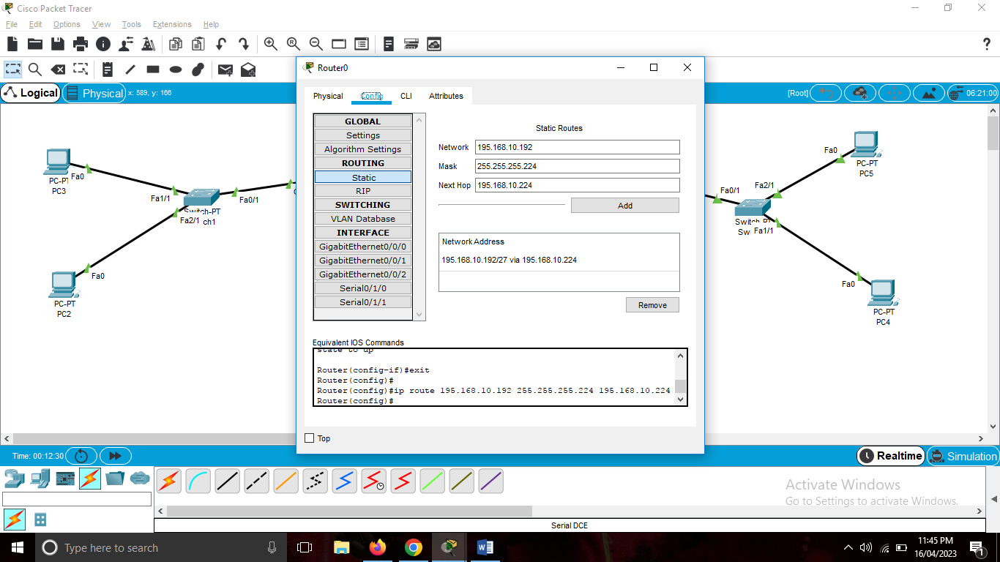 Cisco Packet Tracer
File Edit Options View Tools Extensions Help
Router0
Logical
Physical
x: 589, y: 166
[Root]
06:21:00
Physical
Config
CLI
Attributes
GLOBAL
Settings
Algorithm Settings
ROUTING
Static
RIP
SWITCHING
VLAN Database
INTERFACE
GigabitEthernet0/0/0
GigabitEthernet0/0/1
GigabitEthernet0/0/2
Serial0/1/0
Serial0/1/1
Static Routes
Network 195.168.10.192
Mask 255.255.255.224
Next Hop 195.168.10.224
Add
Network Address
195.168.10.192/27 via 195.168.10.224
Remove
Equivalent IOS Commands
state to up
Router(config-if)#exit
Router(config)#
Router(config)#ip route 195.168.10.192 255.255.255.224 195.168.10.224
Router(config)#
Top
Fa0
PC-PT
PC3
Fa1/1
Fa0/1
Switch-PT
ch1
Fa2/1
Fa0
PC-PT
PC2
Fa0
PC-PT
PC5
Fa0/1
Fa2/1
Switch-PT
Sw
Fa1/1
Fa0
PC-PT
PC4
Time: 00:12:30
Realtime
Simulation
Activate Windows
Go to Settings to activate Windows.
Serial DCE
Type here to search
11:45 PM
16/04/2023
1